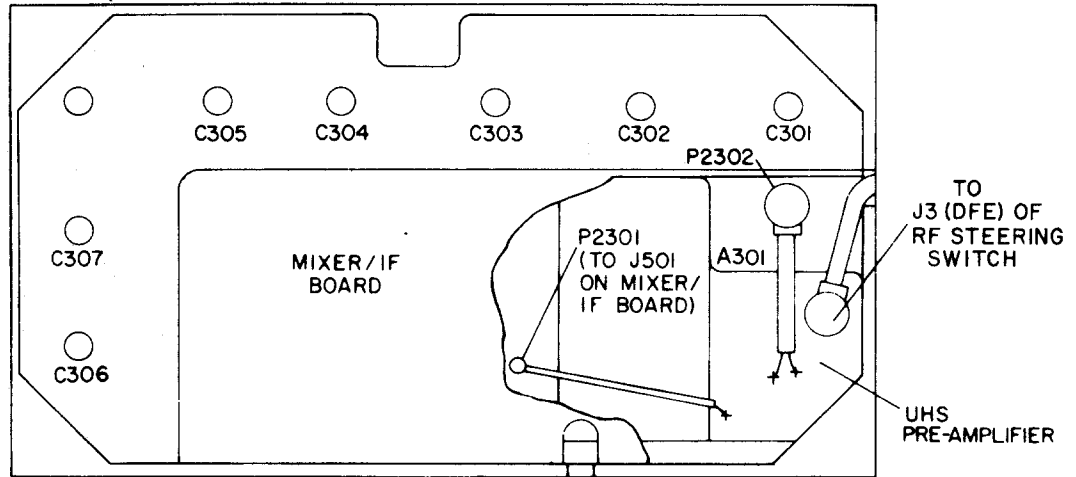 C305
C304
C303
C302
C301
P2302
TO
J3 (DFE) OF
RF STEERING
SWITCH
C307
MIXER/IF
BOARD
P2301
(TO J501
ON MIXER/
IF BOARD)
A301
C306
UHS
PRE-AMPLIFIER